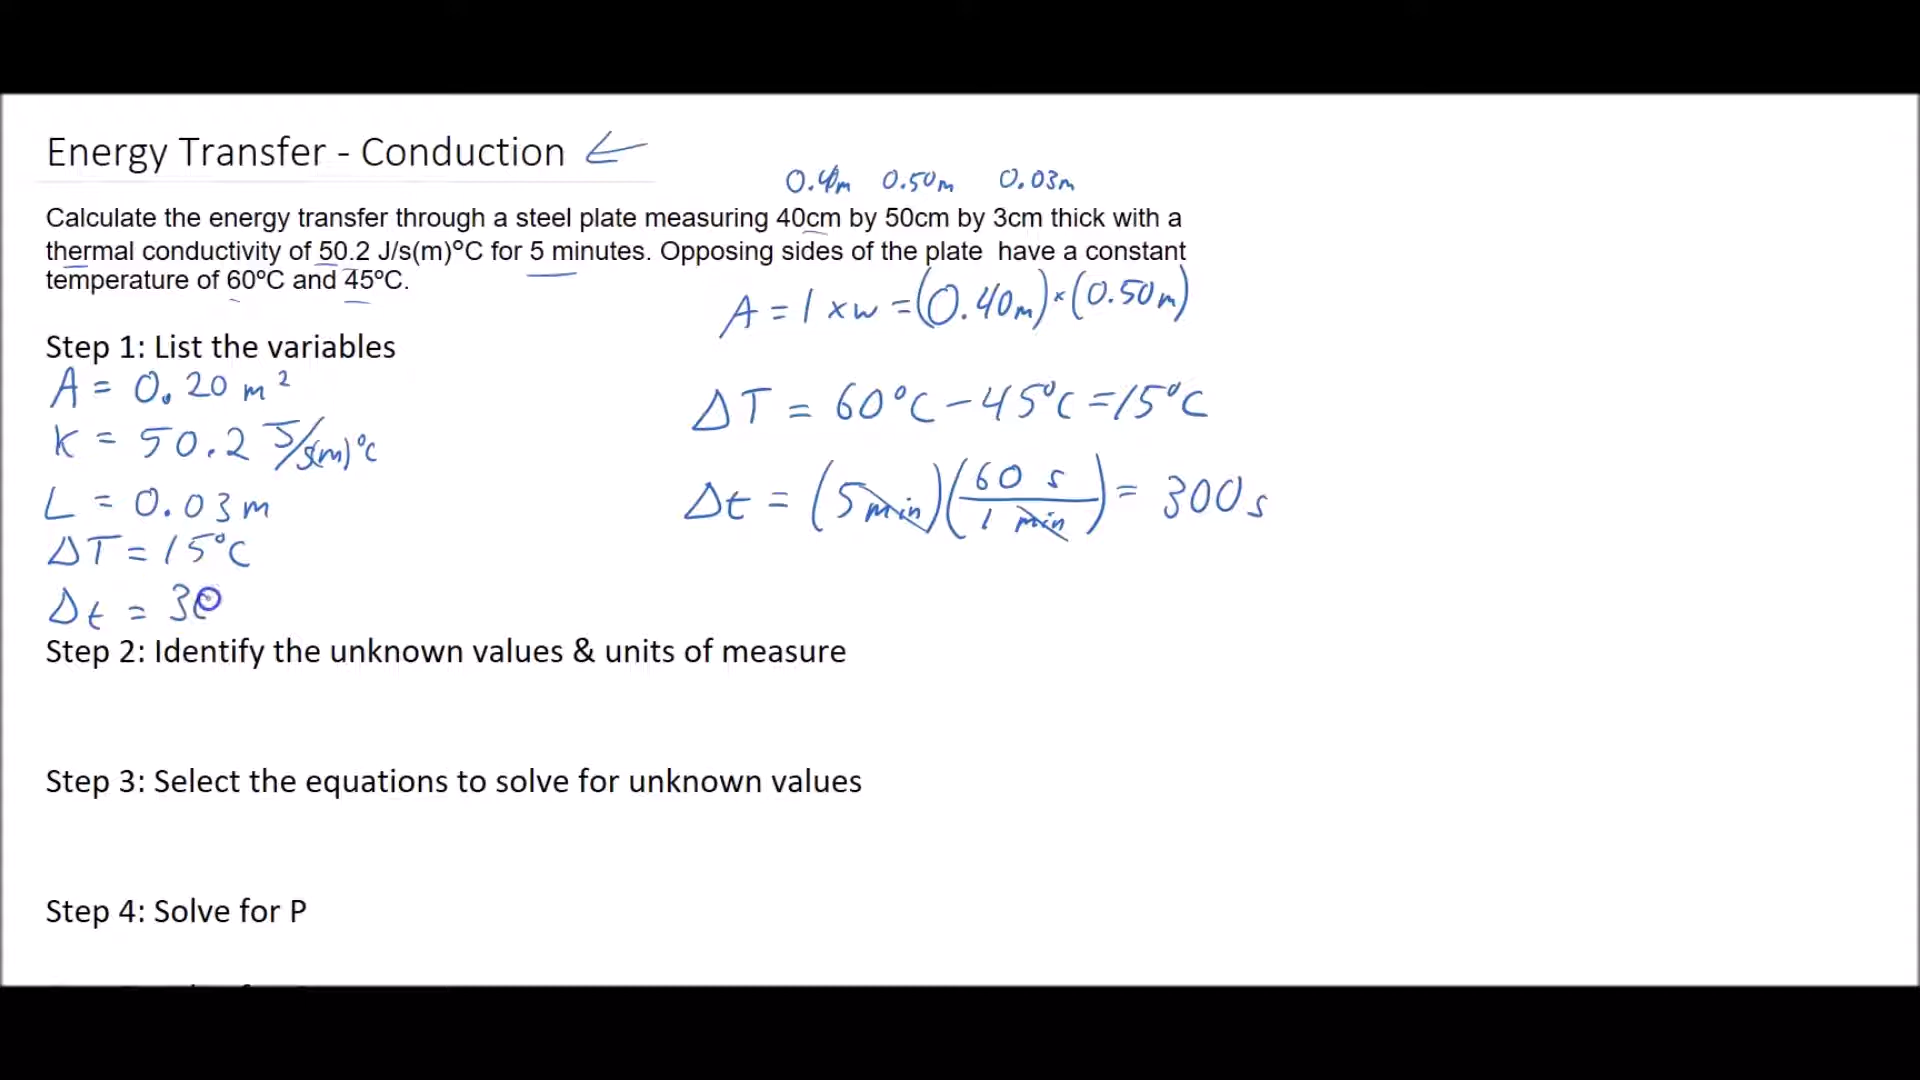 Energy Transfer - Conduction ←
0.40m 0.50m 0.03m
Calculate the energy transfer through a steel plate measuring 40cm by 50cm by 3cm thick with a
thermal conductivity of 50.2 J/s(m)ºC for 5 minutes. Opposing sides of the plate have a constant
temperature of 60ºC and 45ºC.
A = l x w = (0.40m) x (0.50m)
Step 1: List the variables
A = 0.20 m²
ΔT = 60°C - 45°C = 15°C
K = 50.2 J/s(m)°C
Δt = (5 min)(60 s / 1 min) = 300 s
L = 0.03 m
ΔT = 15°C
Δt = 30
Step 2: Identify the unknown values & units of measure
Step 3: Select the equations to solve for unknown values
Step 4: Solve for P